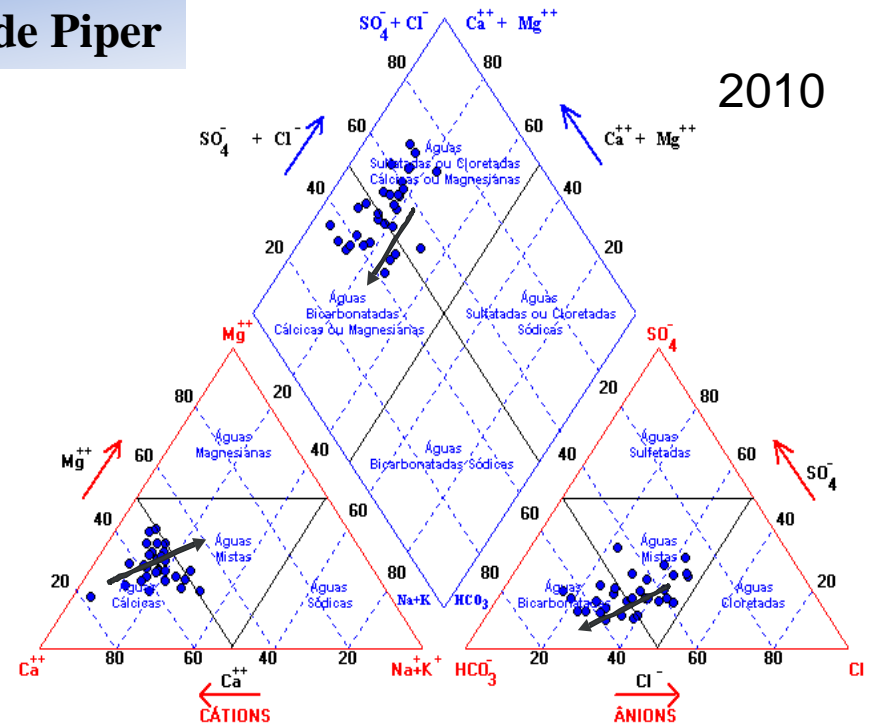 de Piper
2010
SO4- + Cl- Ca++ + Mg++
80 80
SO4- + Cl- 60 60 Ca++ + Mg++
Águas
Sulfatadas ou Cloretadas
Cálcicas ou Magnesianas
40 40
20 20
Águas
Bicarbonatadas
Cálcicas ou Magnesianas
Águas
Sulfatadas ou Cloretadas
Sódicas
Mg++ SO4-
80 20 20 80
Mg++ 60 Águas
Magnesianas
40
Águas
Bicarbonatadas Sódicas
40 Águas
Sulfetadas
60 SO4-
40 60 60 40
Águas
Mistas
Águas
Mistas
20 Águas
Cálcicas
Águas
Sódicas
80 80 Águas
Bicarbonatadas
Águas
Cloretadas
20
Na+K HCO3
Ca++ 80 60 40 20 Na+K+ HCO3- 20 40 60 80 Cl
Ca++ Cl-
CÁTIONS ÂNIONS